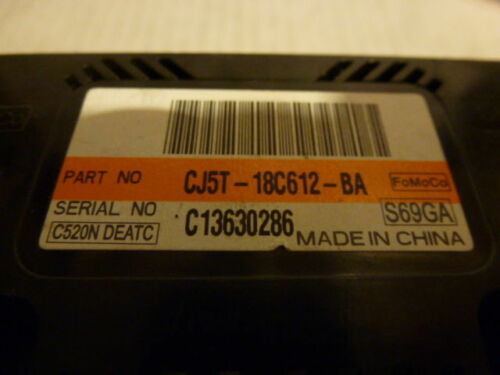 PART NO CJ5T-18C612-BA FoMoCo
SERIAL NO C13630286 S69GA
C520N DEATC MADE IN CHINA